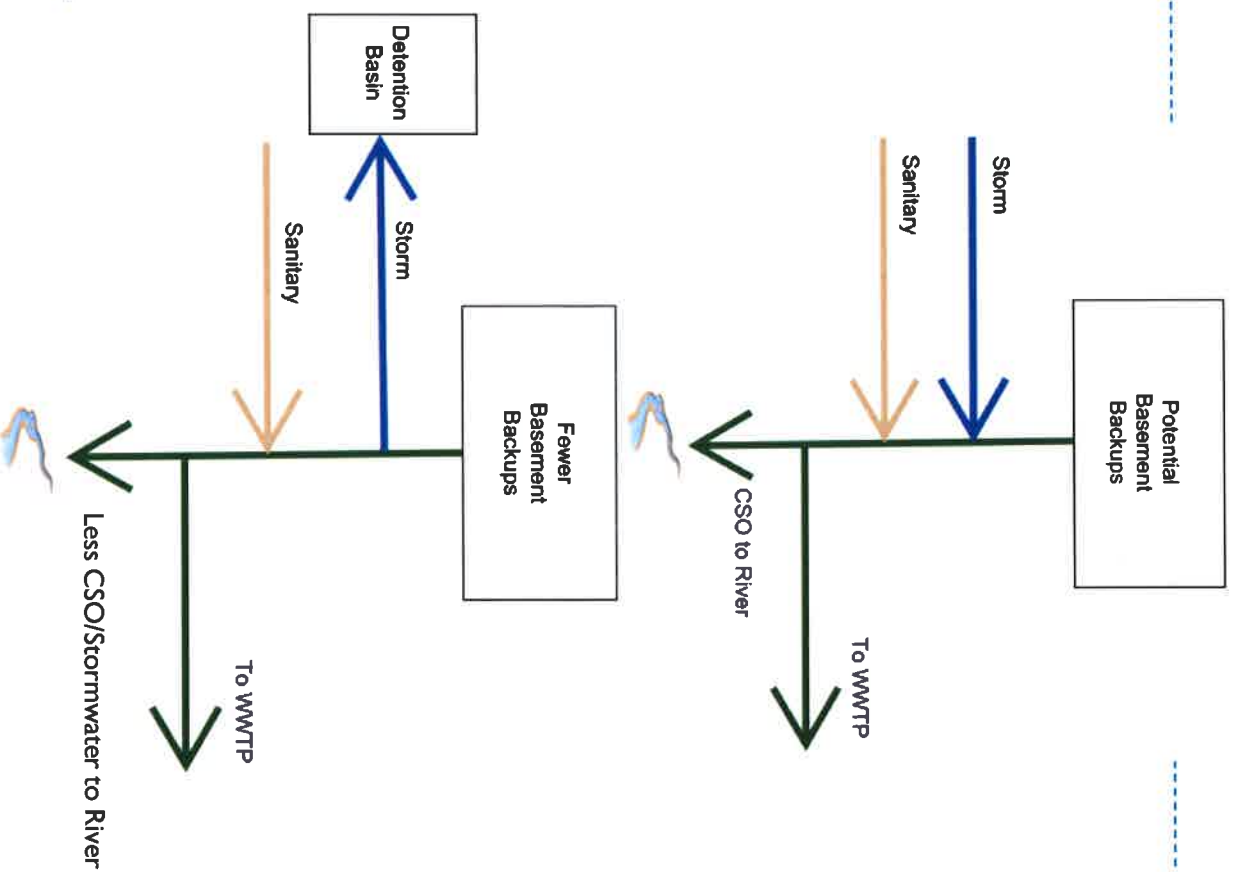 Potential
Basement
Backups
Storm
Sanitary
To WWTP
CSO to River
Fewer
Basement
Backups
Detention
Basin
Storm
Sanitary
To WWTP
Less CSO/Stormwater to River